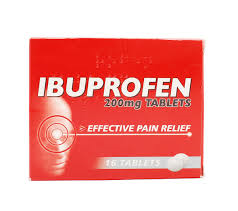 IBUPROFEN
200mg TABLETS
EFFECTIVE PAIN RELIEF
16 TABLETS